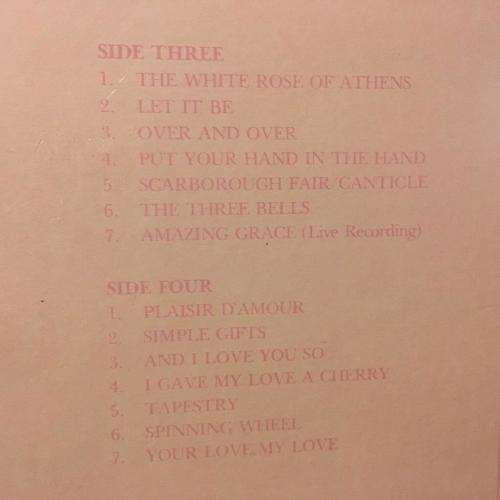 SIDE THREE
1. THE WHITE ROSE OF ATHENS
2. LET IT BE
3. OVER AND OVER
4. PUT YOUR HAND IN THE HAND
5. SCARBOROUGH FAIR/CANTICLE
6. THE THREE BELLS
7. AMAZING GRACE (Live Recording)
SIDE FOUR
1. PLAISIR D'AMOUR
2. SIMPLE GIFTS
3. AND I LOVE YOU SO
4. I GAVE MY LOVE A CHERRY
5. TAPESTRY
6. SPINNING WHEEL
7. YOUR LOVE, MY LOVE